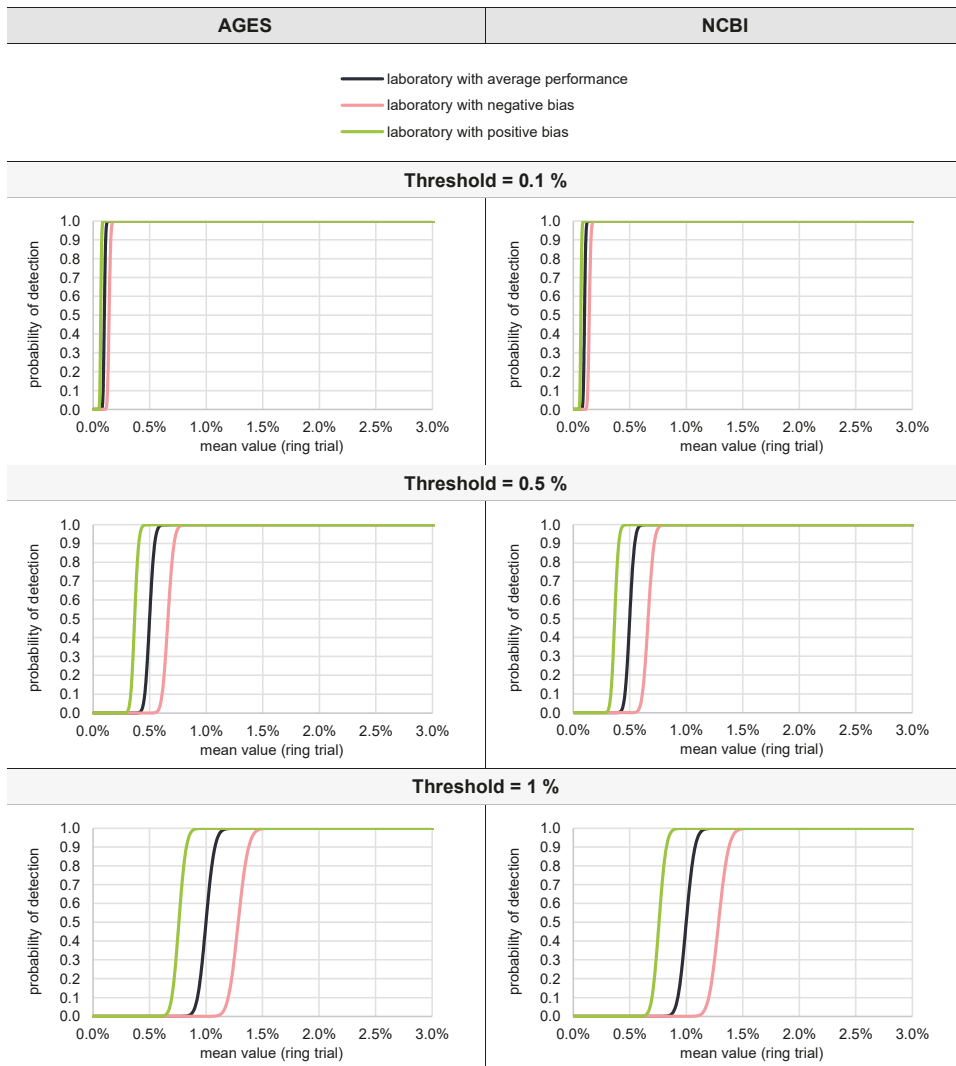 AGES NCBI
laboratory with average performance
laboratory with negative bias
laboratory with positive bias
Threshold = 0.1 %
probability of detection
1.0
0.9
0.8
0.7
0.6
0.5
0.4
0.3
0.2
0.1
0.0
0.0% 0.5% 1.0% 1.5% 2.0% 2.5% 3.0%
mean value (ring trial)
probability of detection
1.0
0.9
0.8
0.7
0.6
0.5
0.4
0.3
0.2
0.1
0.0
0.0% 0.5% 1.0% 1.5% 2.0% 2.5% 3.0%
mean value (ring trial)
Threshold = 0.5 %
probability of detection
1.0
0.9
0.8
0.7
0.6
0.5
0.4
0.3
0.2
0.1
0.0
0.0% 0.5% 1.0% 1.5% 2.0% 2.5% 3.0%
mean value (ring trial)
probability of detection
1.0
0.9
0.8
0.7
0.6
0.5
0.4
0.3
0.2
0.1
0.0
0.0% 0.5% 1.0% 1.5% 2.0% 2.5% 3.0%
mean value (ring trial)
Threshold = 1 %
probability of detection
1.0
0.9
0.8
0.7
0.6
0.5
0.4
0.3
0.2
0.1
0.0
0.0% 0.5% 1.0% 1.5% 2.0% 2.5% 3.0%
mean value (ring trial)
probability of detection
1.0
0.9
0.8
0.7
0.6
0.5
0.4
0.3
0.2
0.1
0.0
0.0% 0.5% 1.0% 1.5% 2.0% 2.5% 3.0%
mean value (ring trial)